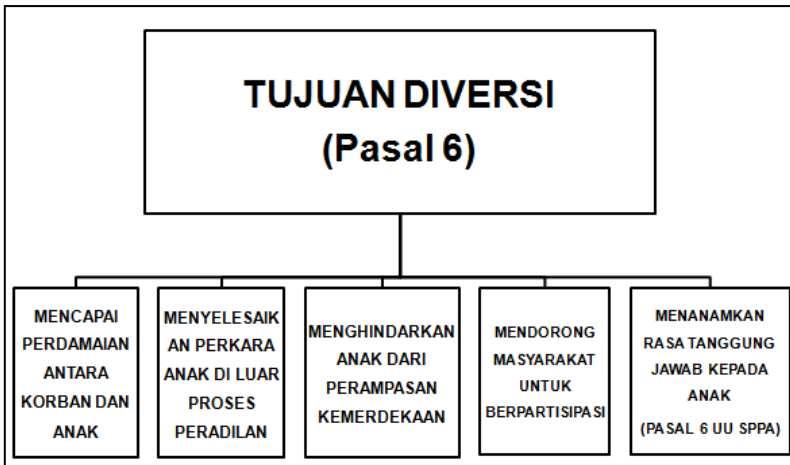 TUJUAN DIVERSI
(Pasal 6)
MENCAPAI
PERDAMAIAN
ANTARA
KORBAN DAN
ANAK
MENYELESAIK
AN PERKARA
ANAK DI LUAR
PROSES
PERADILAN
MENGHINDARKAN
ANAK DARI
PERAMPASAN
KEMERDEKAAN
MENDORONG
MASYARAKAT
UNTUK
BERPARTISIPASI
MENANAMKAN
RASA TANGGUNG
JAWAB KEPADA
ANAK
(PASAL 6 UU SPPA)